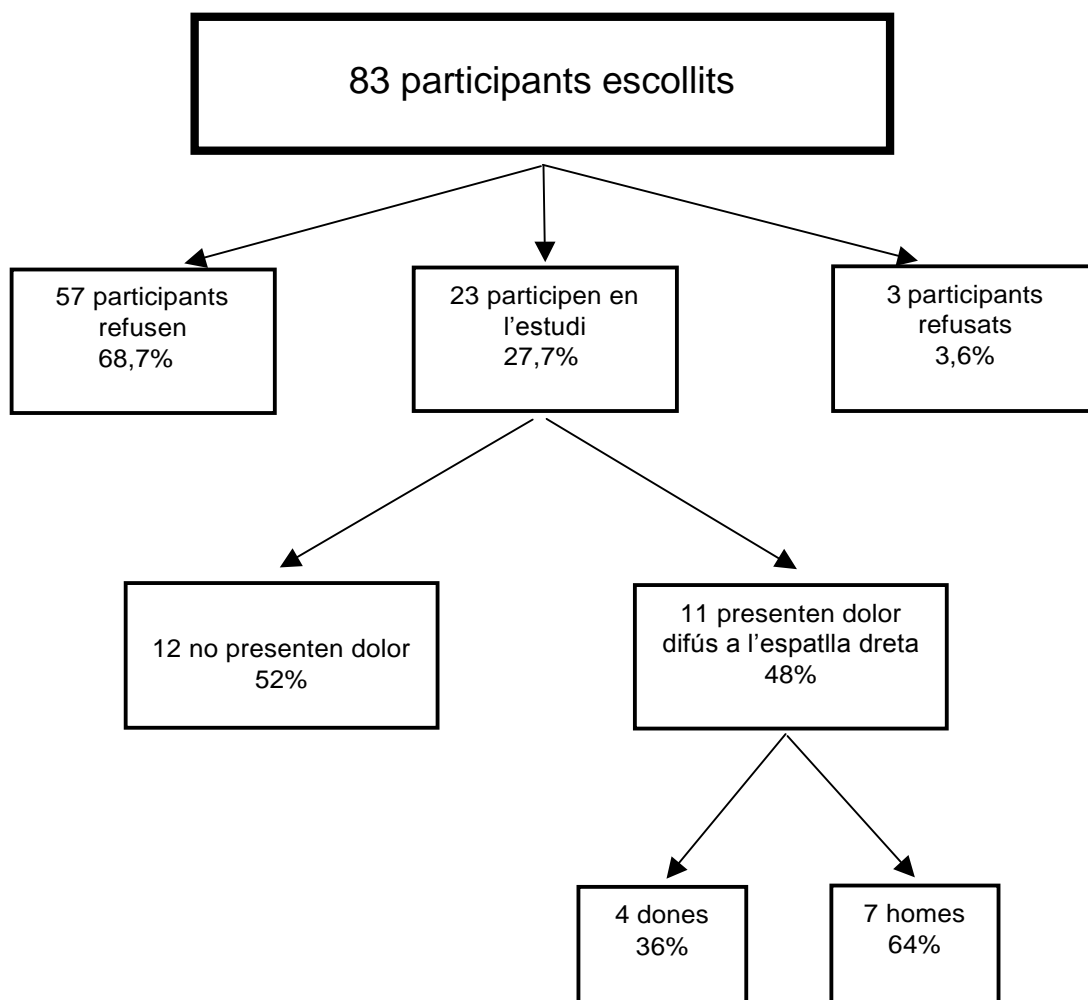 83 participants escollits
57 participants
refusen
68,7%
23 participen en
l’estudi
27,7%
3 participants
refusats
3,6%
12 no presenten dolor
52%
11 presenten dolor
difús a l’espatlla dreta
48%
4 dones
36%
7 homes
64%